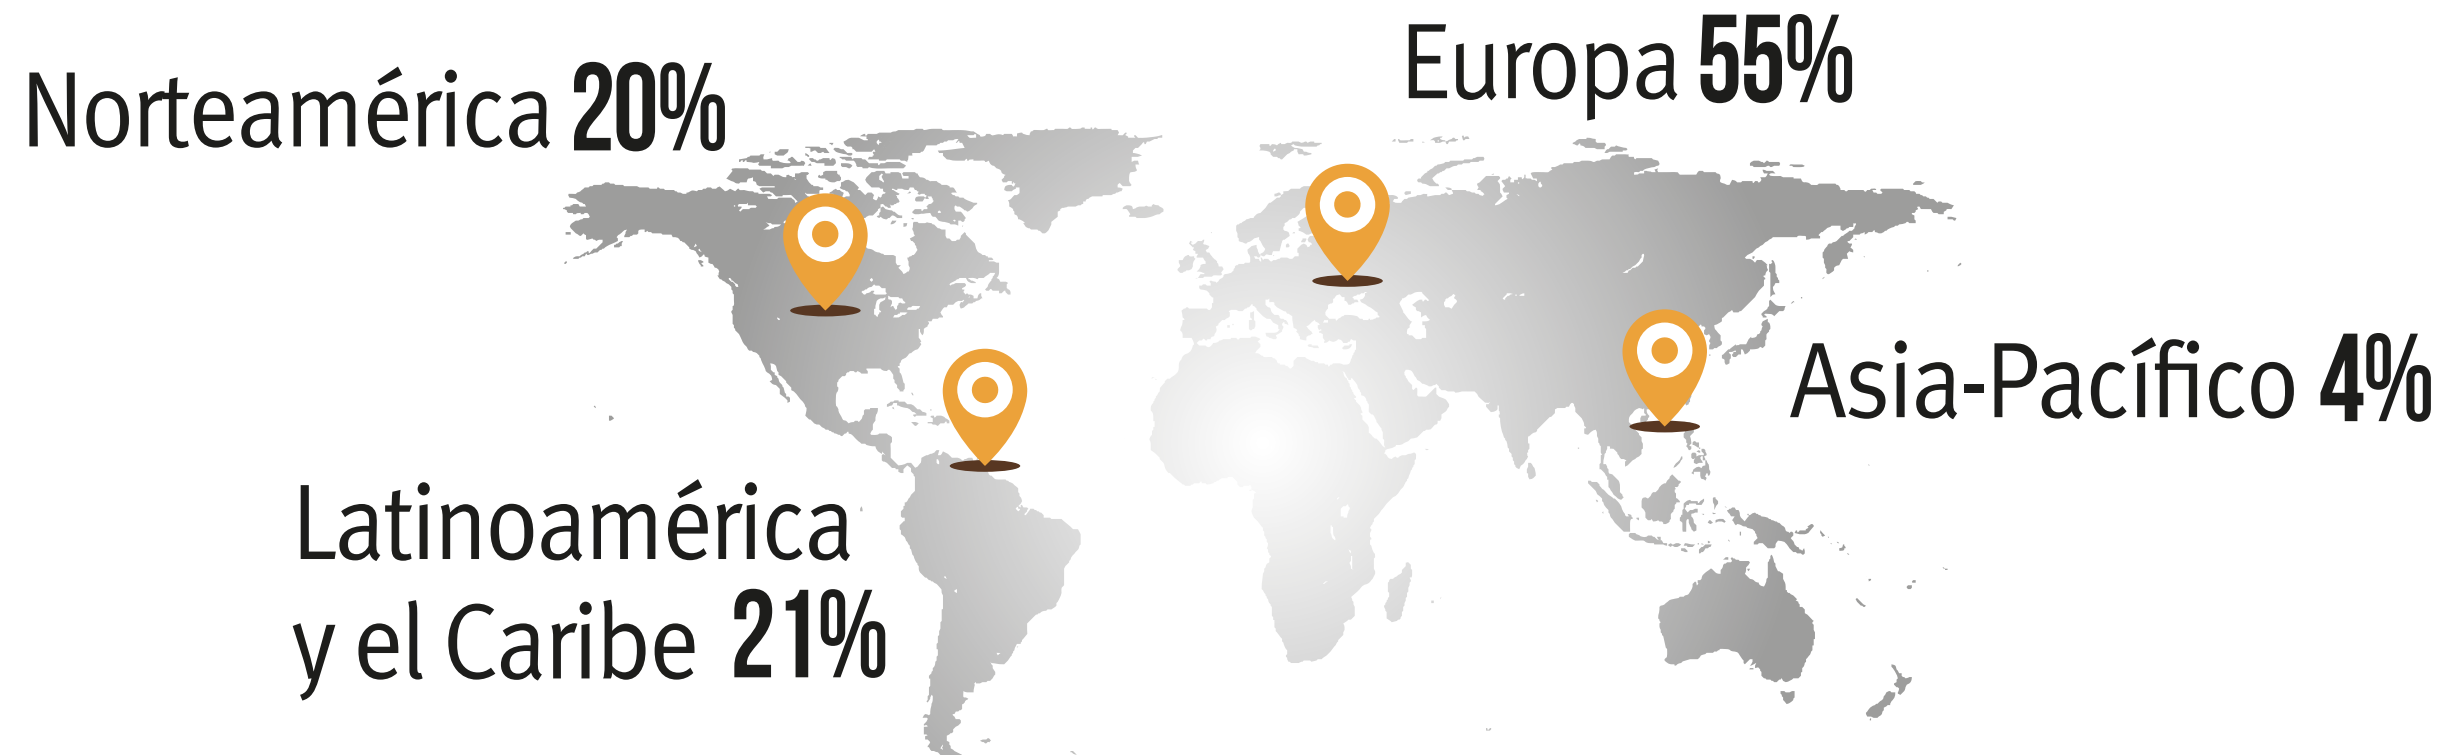 Norteamérica 20%
Europa 55%
Asia-Pacífico 4%
Latinoamérica
y el Caribe 21%